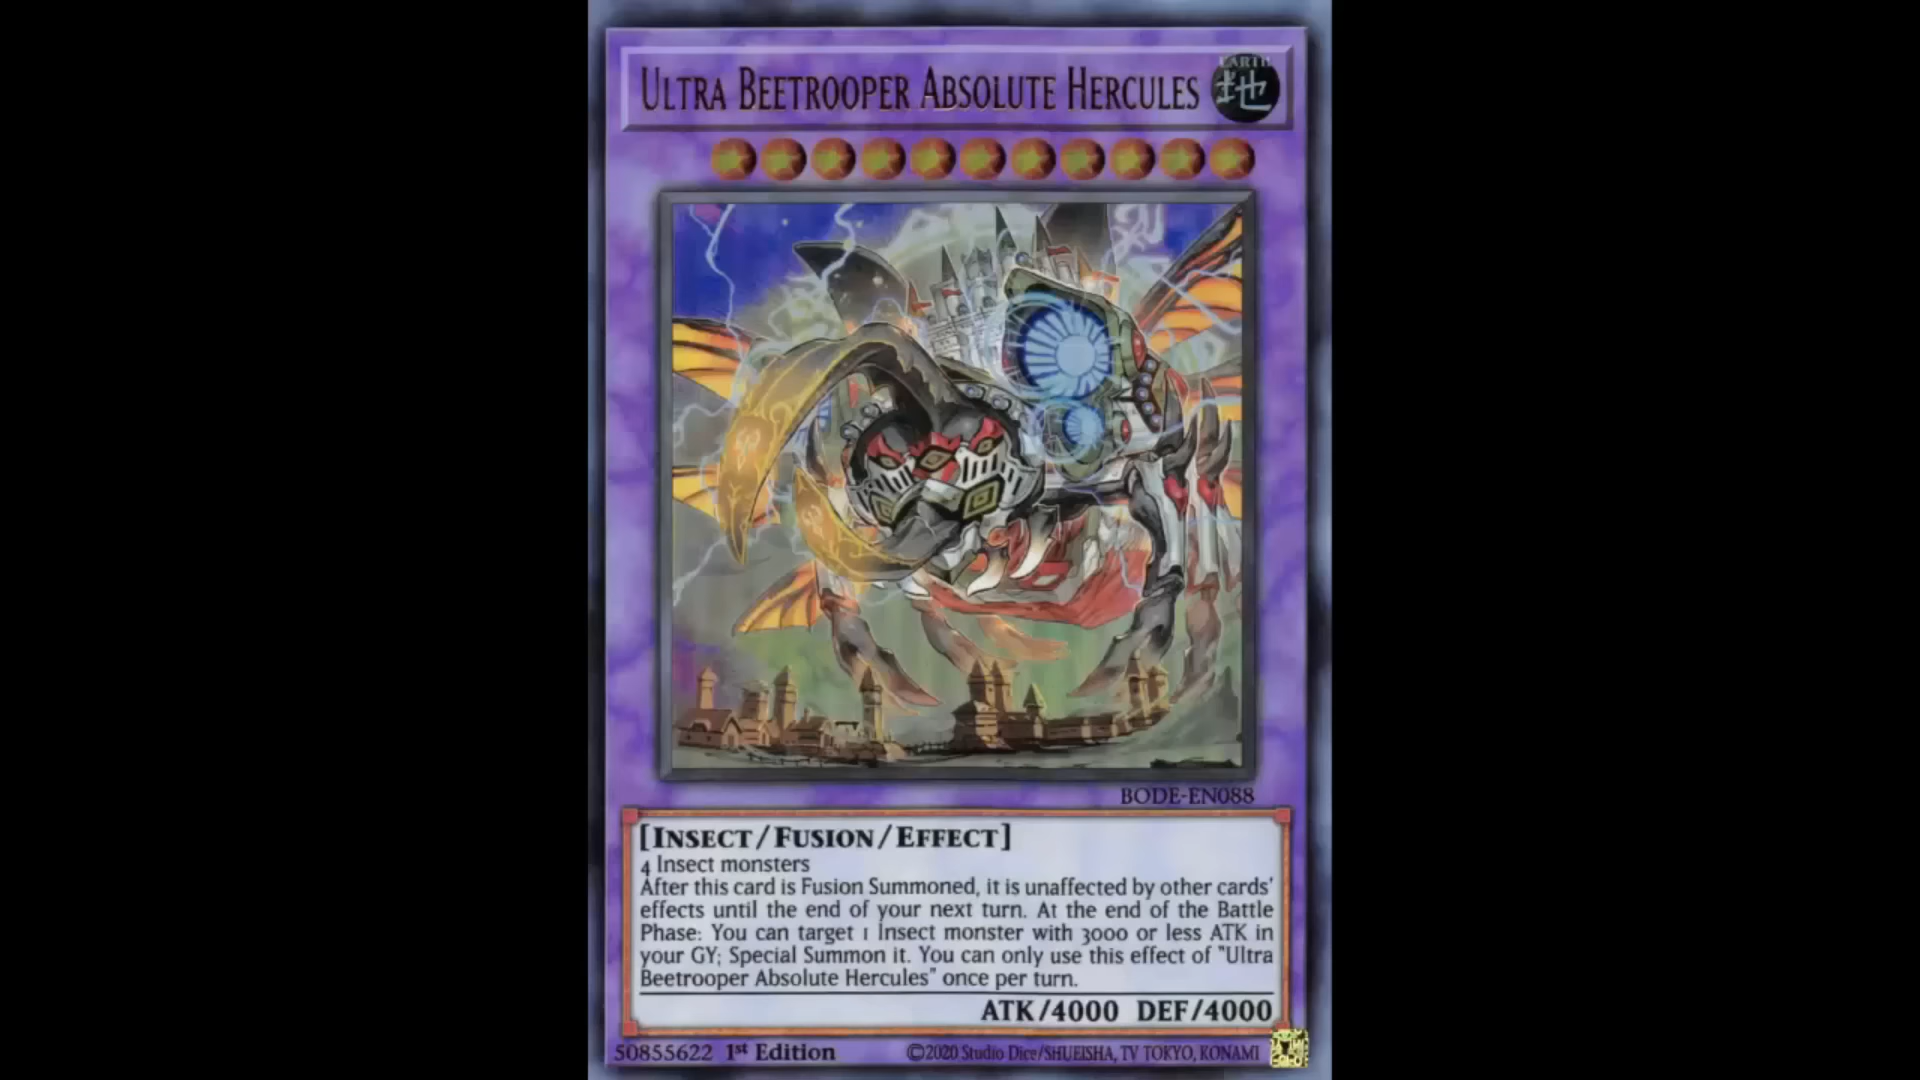 ULTRA BEETROOPER ABSOLUTE HERCULES
EARTH
地
BODE-EN088
[INSECT/FUSION/EFFECT]
4 Insect monsters
After this card is Fusion Summoned, it is unaffected by other cards'
effects until the end of your next turn. At the end of the Battle
Phase: You can target 1 Insect monster with 3000 or less ATK in
your GY; Special Summon it. You can only use this effect of "Ultra
Beetrooper Absolute Hercules" once per turn.
ATK/4000 DEF/4000
50855622 1st Edition ©2020 Studio Dice/SHUEISHA, TV TOKYO, KONAMI